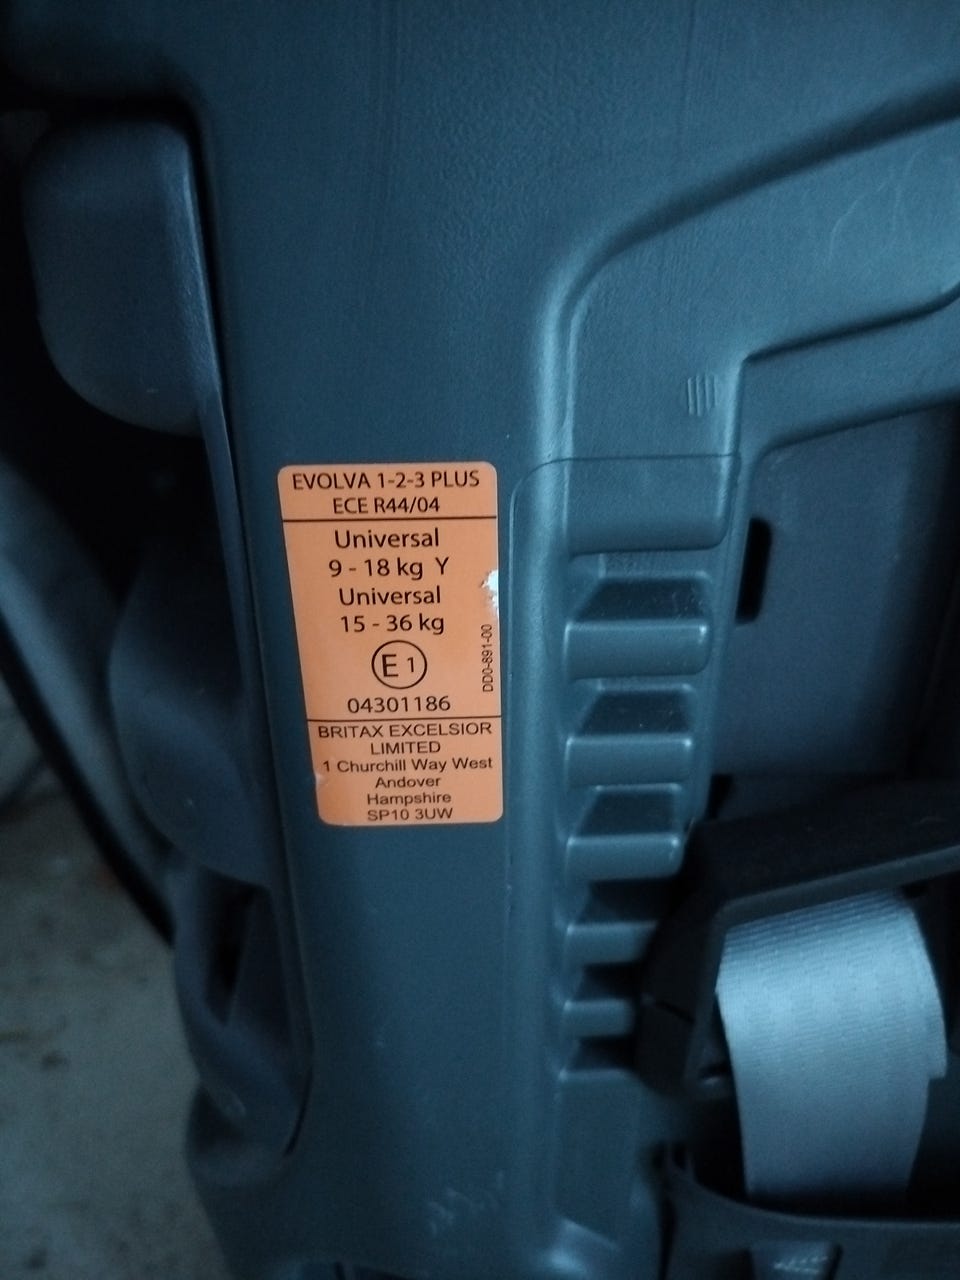 EVOLVA 1-2-3 PLUS
ECE R44/04
Universal
9 - 18 kg Y
Universal
15 - 36 kg
E1
04301186
DD0-891-00
BRITAX EXCELSIOR
LIMITED
1 Churchill Way West
Andover
Hampshire
SP10 3UW